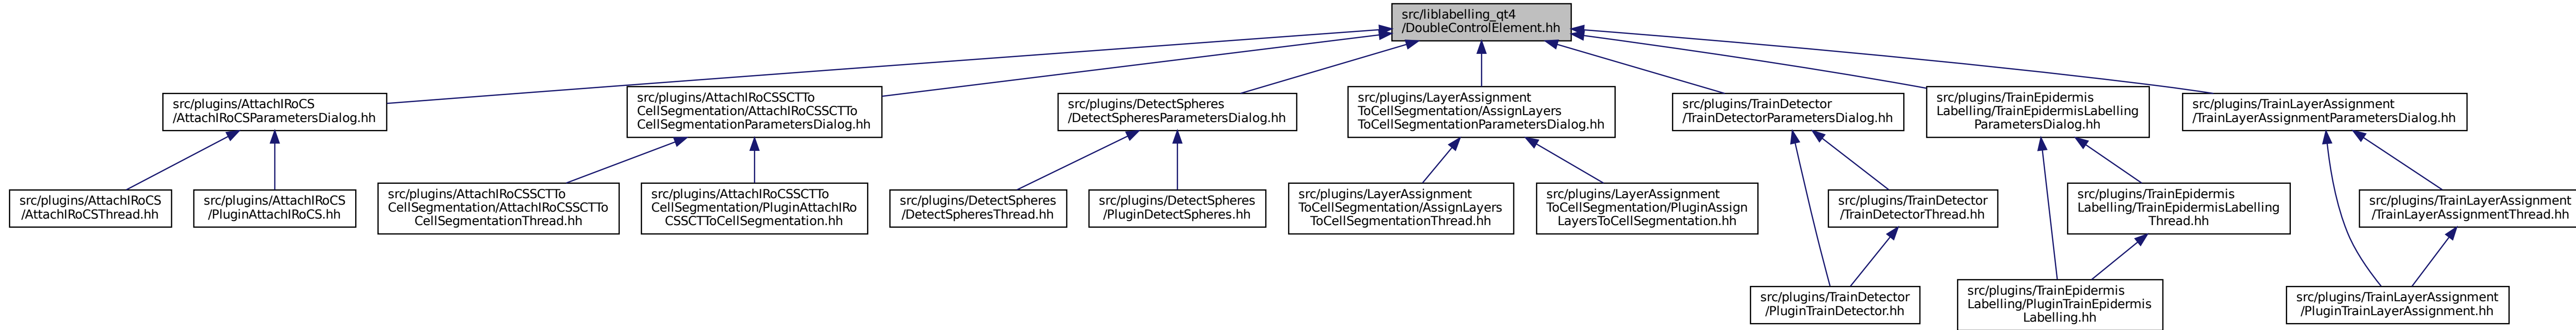 src/liblabelling_qt4
/DoubleControlElement.hh
src/plugins/AttachIRoCS
/AttachIRoCSParametersDialog.hh
src/plugins/AttachIRoCSSCTTo
CellSegmentation/AttachIRoCSSCTTo
CellSegmentationParametersDialog.hh
src/plugins/DetectSpheres
/DetectSpheresParametersDialog.hh
src/plugins/LayerAssignment
ToCellSegmentation/AssignLayers
ToCellSegmentationParametersDialog.hh
src/plugins/TrainDetector
/TrainDetectorParametersDialog.hh
src/plugins/TrainEpidermis
Labelling/TrainEpidermisLabelling
ParametersDialog.hh
src/plugins/TrainLayerAssignment
/TrainLayerAssignmentParametersDialog.hh
src/plugins/AttachIRoCS
/AttachIRoCSThread.hh
src/plugins/AttachIRoCS
/PluginAttachIRoCS.hh
src/plugins/AttachIRoCSSCTTo
CellSegmentation/AttachIRoCSSCTTo
CellSegmentationThread.hh
src/plugins/AttachIRoCSSCTTo
CellSegmentation/PluginAttachIRo
CSSCTToCellSegmentation.hh
src/plugins/DetectSpheres
/DetectSpheresThread.hh
src/plugins/DetectSpheres
/PluginDetectSpheres.hh
src/plugins/LayerAssignment
ToCellSegmentation/AssignLayers
ToCellSegmentationThread.hh
src/plugins/LayerAssignment
ToCellSegmentation/PluginAssign
LayersToCellSegmentation.hh
src/plugins/TrainDetector
/TrainDetectorThread.hh
src/plugins/TrainEpidermis
Labelling/TrainEpidermisLabelling
Thread.hh
src/plugins/TrainLayerAssignment
/TrainLayerAssignmentThread.hh
src/plugins/TrainDetector
/PluginTrainDetector.hh
src/plugins/TrainEpidermis
Labelling/PluginTrainEpidermis
Labelling.hh
src/plugins/TrainLayerAssignment
/PluginTrainLayerAssignment.hh